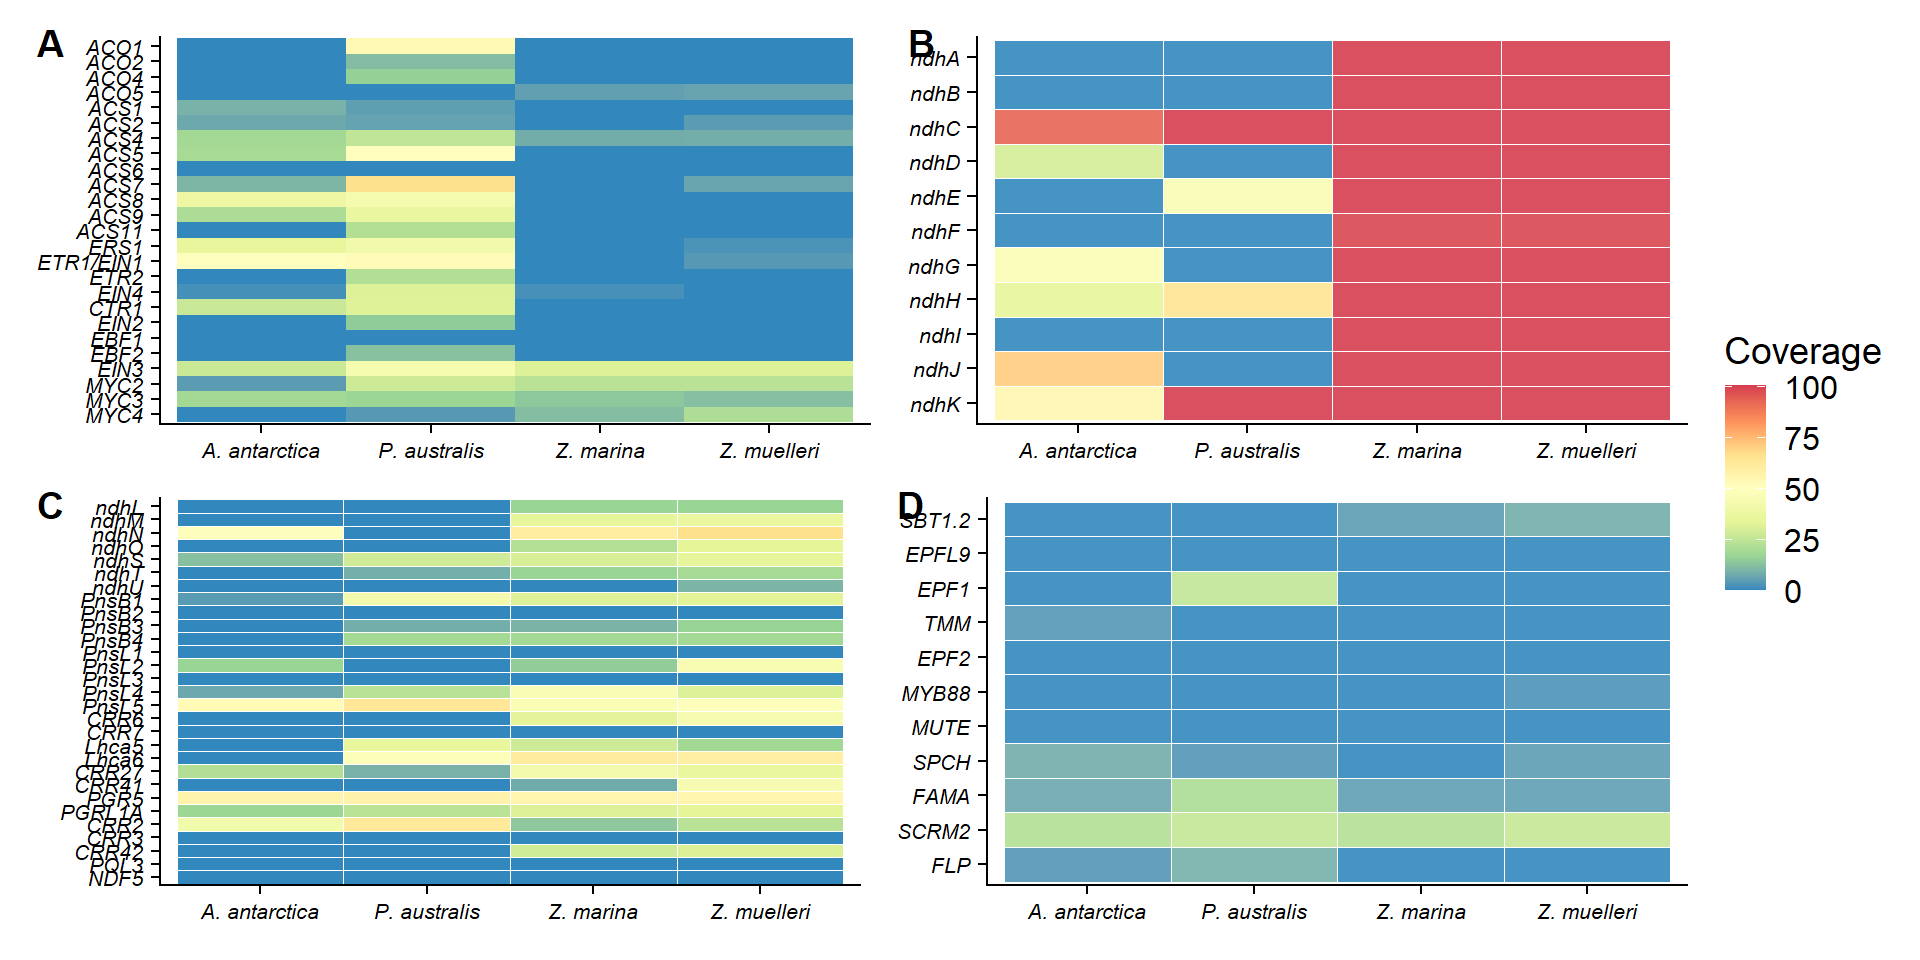 A
ACO1
ACO2
ACO4
ACO5
ACS1
ACS2
ACS4
ACS5
ACS6
ACS7
ACS8
ACS9
ACS11
ERS1
ETR1/EIN1
ETR2
EIN4
CTR1
EIN2
EBF1
EBF2
EIN3
MYC2
MYC3
MYC4
A. antarctica P. australis Z. marina Z. muelleri
B
ndhA
ndhB
ndhC
ndhD
ndhE
ndhF
ndhG
ndhH
ndhI
ndhJ
ndhK
A. antarctica P. australis Z. marina Z. muelleri
Coverage
100
75
50
25
0
C
ndhL
ndhM
ndhN
ndhO
ndhS
ndhT
ndhU
PnsB1
PnsB2
PnsB3
PnsB4
PnsL1
PnsL2
PnsL3
PnsL4
PnsL5
CRR6
CRR7
Lhca5
Lhca6
CRR27
CRR41
PGR5
PGRL1A
CRR2
CRR3
CRR42
PQL3
NDF5
A. antarctica P. australis Z. marina Z. muelleri
D
SBT1.2
EPFL9
EPF1
TMM
EPF2
MYB88
MUTE
SPCH
FAMA
SCRM2
FLP
A. antarctica P. australis Z. marina Z. muelleri